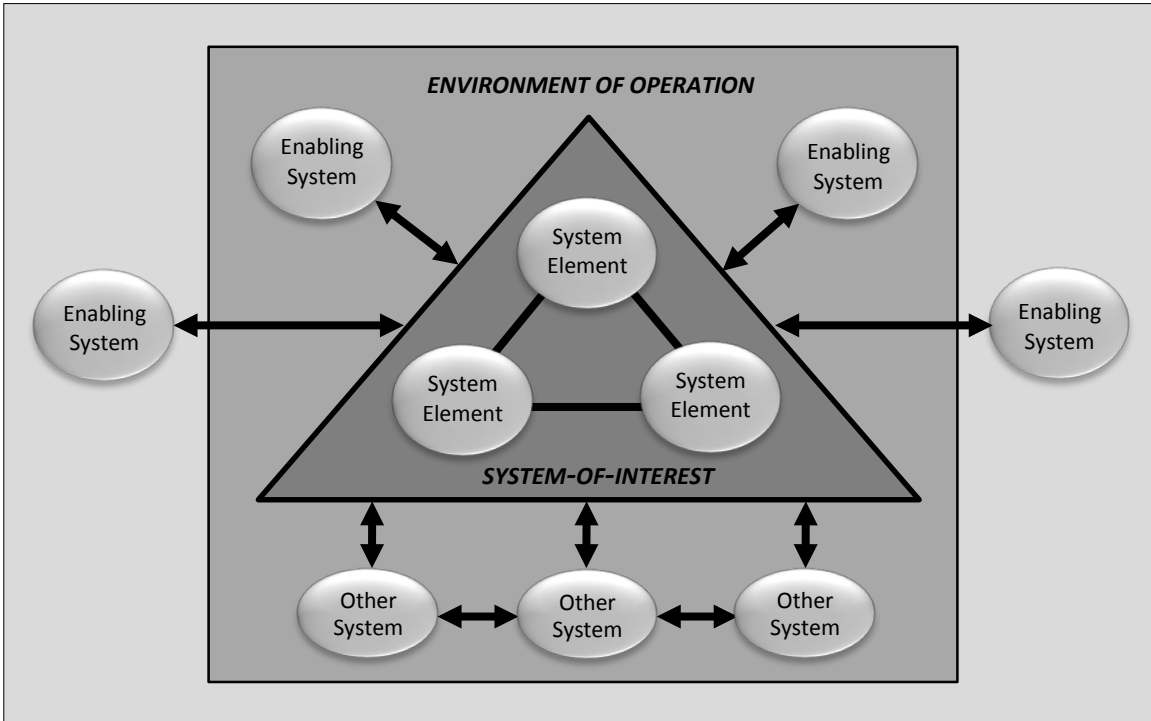 ENVIRONMENT OF OPERATION
Enabling
System
Enabling
System
System
Element
Enabling
System
Enabling
System
System
Element
System
Element
SYSTEM-OF-INTEREST
Other
System
Other
System
Other
System